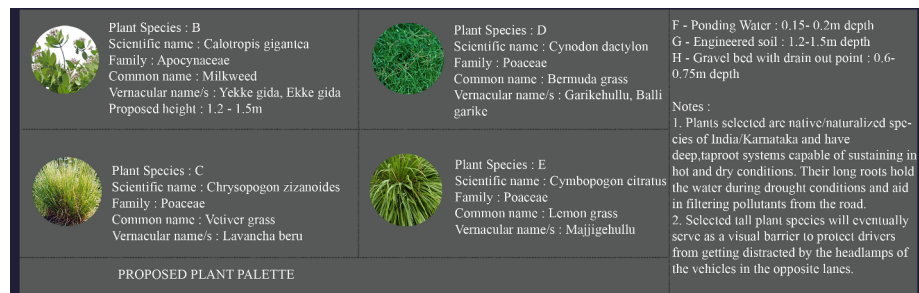 Plant Species : B
Scientific name : Calotropis gigantea
Family : Apocynaceae
Common name : Milkweed
Vernacular name/s : Yekke gida, Ekke gida
Proposed height : 1.2 - 1.5m
Plant Species : D
Scientific name : Cynodon dactylon
Family : Poaceae
Common name : Bermuda grass
Vernacular name/s : Garikehullu, Balli
garike
Plant Species : C
Scientific name : Chrysopogon zizanoides
Family : Poaceae
Common name : Vetiver grass
Vernacular name/s : Lavancha beru
Plant Species : E
Scientific name : Cymbopogon citratus
Family : Poaceae
Common name : Lemon grass
Vernacular name/s : Majjigehullu
PROPOSED PLANT PALETTE
F - Ponding Water : 0.15- 0.2m depth
G - Engineered soil : 1.2-1.5m depth
H - Gravel bed with drain out point : 0.6-
0.75m depth
Notes :
1. Plants selected are native/naturalized spe-
cies of India/Karnataka and have
deep,taproot systems capable of sustaining in
hot and dry conditions. Their long roots hold
the water during drought conditions and aid
in filtering pollutants from the road.
2. Selected tall plant species will eventually
serve as a visual barrier to protect drivers
from getting distracted by the headlamps of
the vehicles in the opposite lanes.